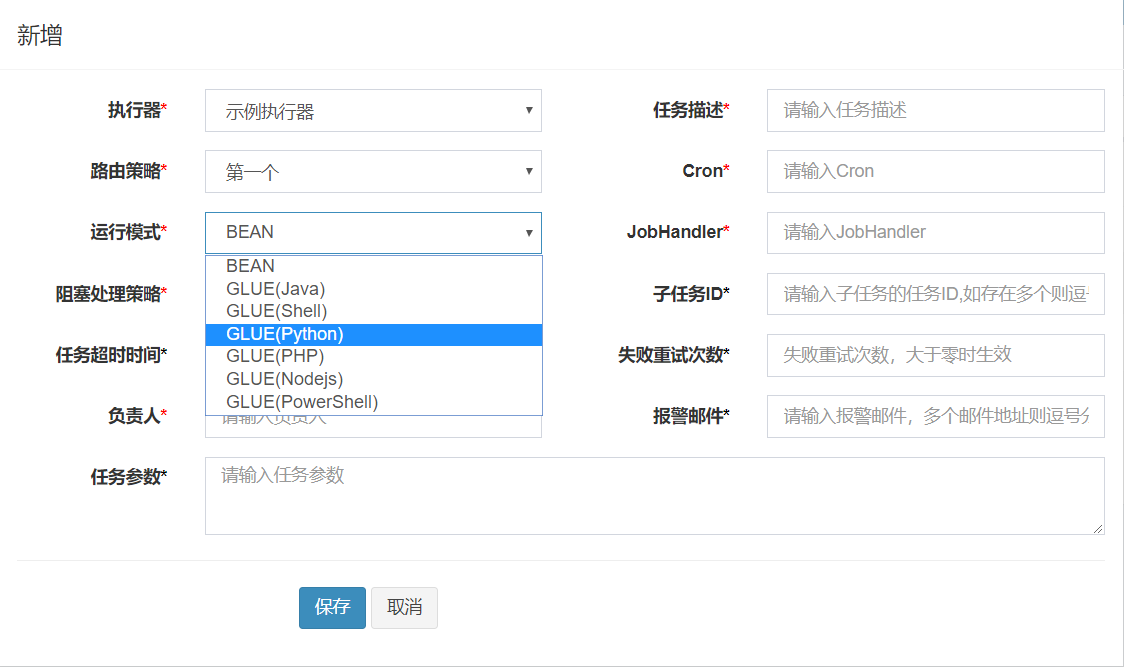 新增
执行器* 示例执行器 任务描述* 请输入任务描述
路由策略* 第一个 Cron* 请输入Cron
运行模式* BEAN JobHandler* 请输入JobHandler
BEAN
GLUE(Java)
阻塞处理策略* 子任务ID* 请输入子任务的任务ID,如存在多个则逗
GLUE(Shell)
GLUE(Python)
任务超时时间* GLUE(PHP) 失败重试次数* 失败重试次数，大于零时生效
GLUE(Nodejs)
GLUE(PowerShell)
负责人* 请输入负责人 报警邮件* 请输入报警邮件，多个邮件地址则逗号分
任务参数* 请输入任务参数
保存 取消